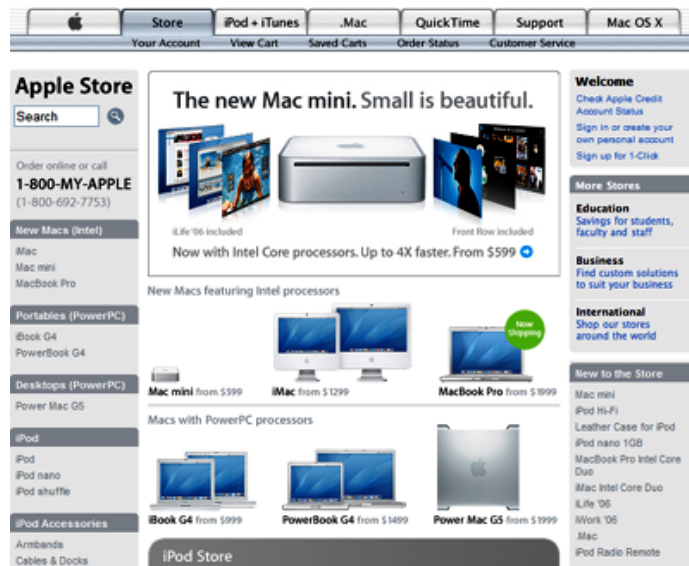 Store
iPod + iTunes
.Mac
QuickTime
Support
Mac OS X
Your Account
View Cart
Saved Carts
Order Status
Customer Service
Apple Store
Search
Order online or call
1-800-MY-APPLE
(1-800-692-7753)
New Macs (Intel)
iMac
Mac mini
MacBook Pro
Portables (PowerPC)
iBook G4
PowerBook G4
Desktops (PowerPC)
Power Mac G5
iPod
iPod
iPod nano
iPod shuffle
iPod Accessories
Armbands
Cables & Docks
The new Mac mini. Small is beautiful.
iLife '06 included
Front Row included
Now with Intel Core processors. Up to 4X faster. From $599
New Macs featuring Intel processors
Now
Shipping
Mac mini from $599
iMac from $1299
MacBook Pro from $1999
Macs with PowerPC processors
iBook G4 from $999
PowerBook G4 from $1499
Power Mac G5 from $1999
iPod Store
Welcome
Check Apple Credit
Account Status
Sign in or create your
own personal account
Sign up for 1-Click
More Stores
Education
Savings for students,
faculty and staff
Business
Find custom solutions
to suit your business
International
Shop our stores
around the world
New to the Store
Mac mini
iPod Hi-Fi
Leather Case for iPod
iPod nano 1GB
MacBook Pro Intel Core
Duo
iMac Intel Core Duo
iLife '06
iWork '06
.Mac
iPod Radio Remote